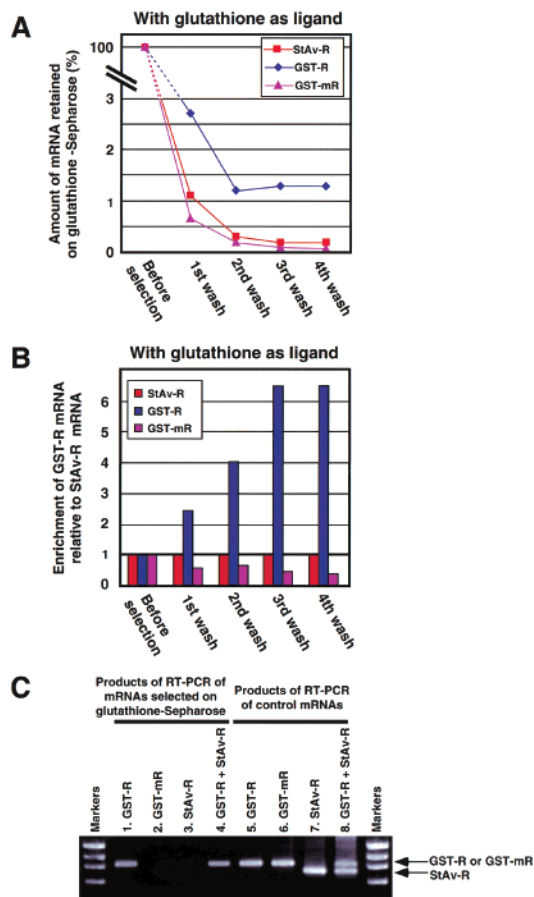 A
With glutathione as ligand
Amount of mRNA retained
on glutathione -Sepharose (%)
100
3
2
1
0
StAv-R
GST-R
GST-mR
Before
selection
1st wash
2nd wash
3rd wash
4th wash
B
With glutathione as ligand
Enrichment of GST-R mRNA
relative to StAv-R mRNA
6
5
4
3
2
1
0
StAv-R
GST-R
GST-mR
Before
selection
1st wash
2nd wash
3rd wash
4th wash
C
Products of RT-PCR of
mRNAs selected on
glutathione-Sepharose
Products of RT-PCR
of control mRNAs
Markers
1. GST-R
2. GST-mR
3. StAv-R
4. GST-R + StAv-R
5. GST-R
6. GST-mR
7. StAv-R
8. GST-R + StAv-R
Markers
GST-R or GST-mR
StAv-R